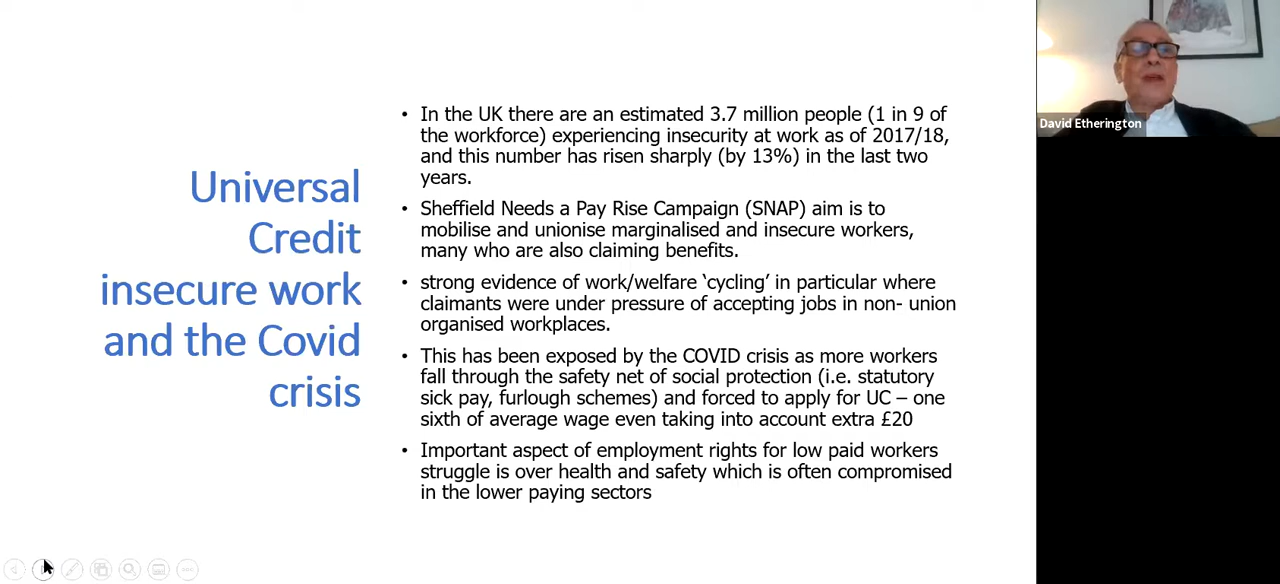 Universal
Credit
insecure work
and the Covid
crisis
• In the UK there are an estimated 3.7 million people (1 in 9 of
the workforce) experiencing insecurity at work as of 2017/18,
and this number has risen sharply (by 13%) in the last two
years.
• Sheffield Needs a Pay Rise Campaign (SNAP) aim is to
mobilise and unionise marginalised and insecure workers,
many who are also claiming benefits.
• strong evidence of work/welfare ‘cycling’ in particular where
claimants were under pressure of accepting jobs in non- union
organised workplaces.
• This has been exposed by the COVID crisis as more workers
fall through the safety net of social protection (i.e. statutory
sick pay, furlough schemes) and forced to apply for UC – one
sixth of average wage even taking into account extra £20
• Important aspect of employment rights for low paid workers
struggle is over health and safety which is often compromised
in the lower paying sectors
David Etherington